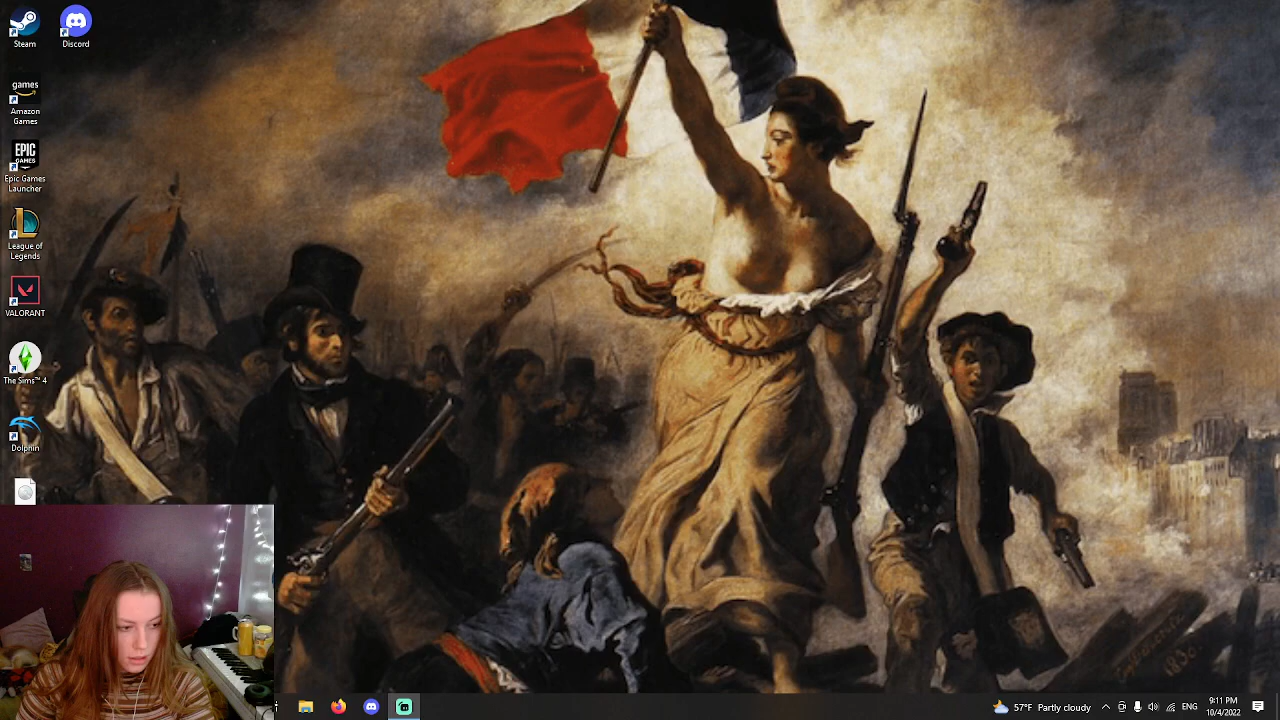 Steam
Discord
games
Amazon
Games
EPIC
GAMES
Epic Games
Launcher
League of
Legends
VALORANT
The Sims™ 4
Dolphin
57°F Partly cloudy
ENG
9:11 PM
10/4/2022
1830